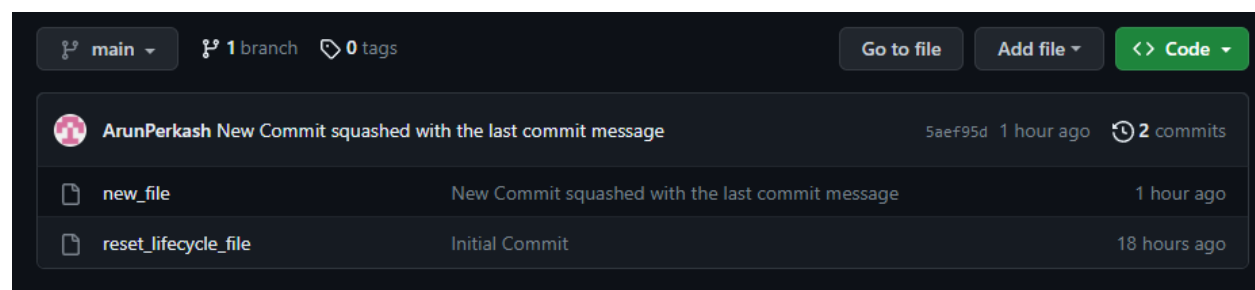 main 1 branch 0 tags Go to file Add file <> Code
ArunPerkash New Commit squashed with the last commit message 5aef95d 1 hour ago 2 commits
new_file New Commit squashed with the last commit message 1 hour ago
reset_lifecycle_file Initial Commit 18 hours ago